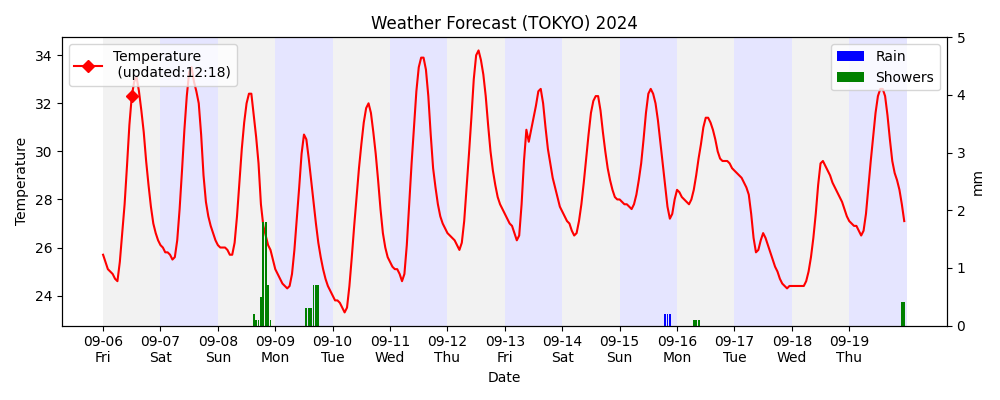 Weather Forecast (TOKYO) 2024
Temperature
(updated:12:18)
Rain
Showers
Temperature
34
32
30
28
26
24
5
4
3
2
1
0
mm
09-06 09-07 09-08 09-09 09-10 09-11 09-12 09-13 09-14 09-15 09-16 09-17 09-18 09-19
Fri Sat Sun Mon Tue Wed Thu Fri Sat Sun Mon Tue Wed Thu
Date